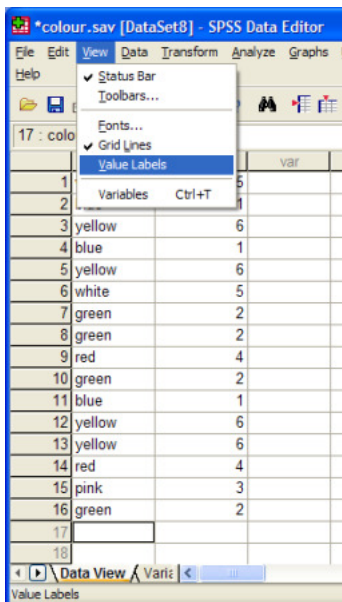 *colour.sav [DataSet8] - SPSS Data Editor
File Edit View Data Transform Analyze Graphs
Help
Status Bar
Toolbars...
17 : colo
Fonts...
Grid Lines
Value Labels
var
Variables Ctrl+T
1 5
2 1
3 yellow 6
4 blue 1
5 yellow 6
6 white 5
7 green 2
8 green 2
9 red 4
10 green 2
11 blue 1
12 yellow 6
13 yellow 6
14 red 4
15 pink 3
16 green 2
17
18
Data View
Value Labels